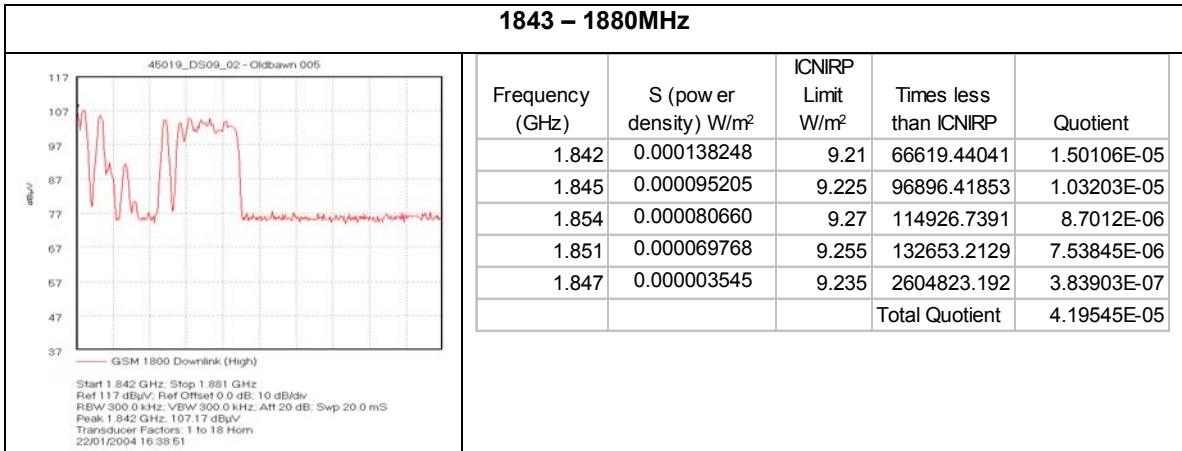 1843 – 1880MHz
45019_DS09_02 - Oldbawn 005
117
107
97
87
77
67
57
47
37
dBµV
GSM 1800 Downlink (High)
Start 1.842 GHz; Stop 1.881 GHz
Ref 117 dBµV; Ref Offset 0.0 dB; 10 dB/div
RBW 300.0 kHz; VBW 300.0 kHz; Att 20 dB; Swp 20.0 mS
Peak 1.842 GHz, 107.17 dBµV
Transducer Factors: 1 to 18 Horn
22/01/2004 16:38:51
Frequency (GHz) S (pow er density) W/m² ICNIRP Limit W/m² Times less than ICNIRP Quotient
1.842 0.000138248 9.21 66619.44041 1.50106E-05
1.845 0.000095205 9.225 96896.41853 1.03203E-05
1.854 0.000080660 9.27 114926.7391 8.7012E-06
1.851 0.000069768 9.255 132653.2129 7.53845E-06
1.847 0.000003545 9.235 2604823.192 3.83903E-07
Total Quotient 4.19545E-05